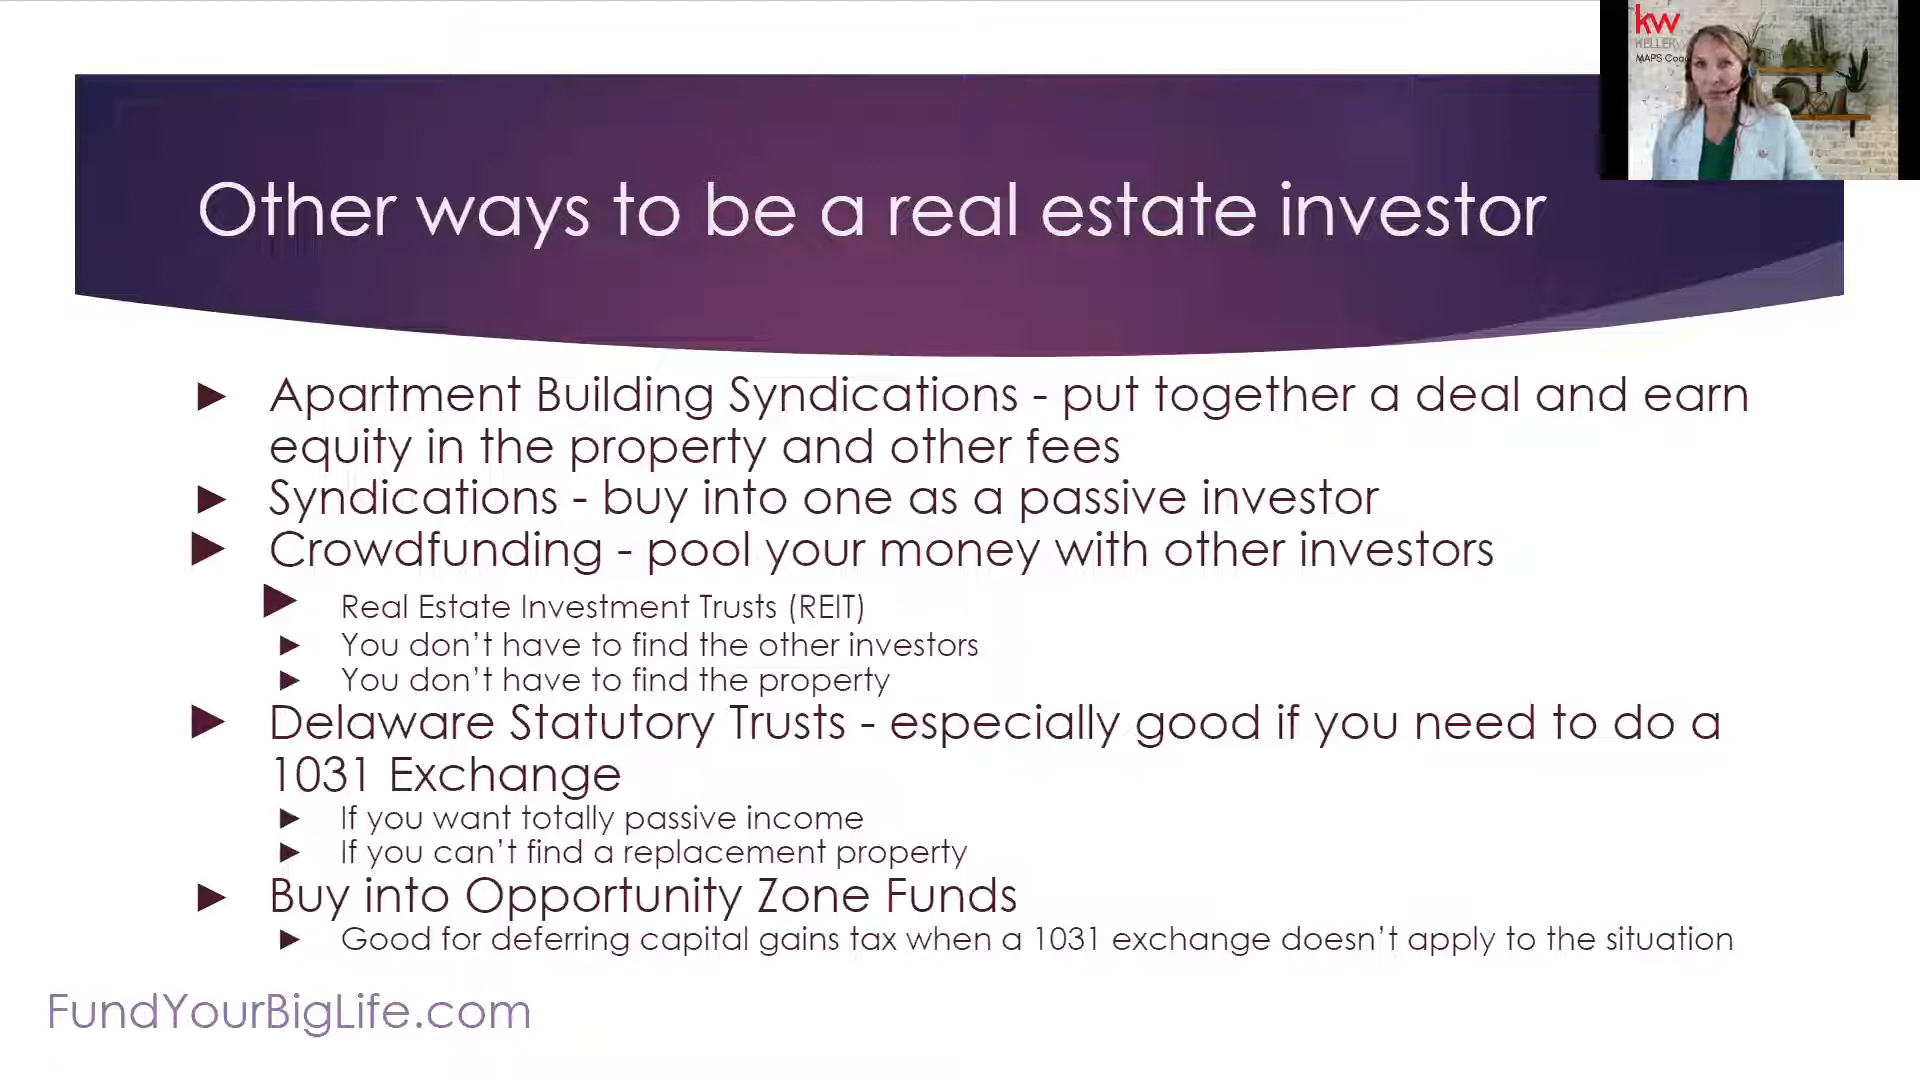 kw
KELLER
MAPS Coa
Other ways to be a real estate investor
Apartment Building Syndications - put together a deal and earn
equity in the property and other fees
Syndications - buy into one as a passive investor
Crowdfunding - pool your money with other investors
Real Estate Investment Trusts (REIT)
You don't have to find the other investors
You don't have to find the property
Delaware Statutory Trusts - especially good if you need to do a
1031 Exchange
If you want totally passive income
If you can't find a replacement property
Buy into Opportunity Zone Funds
Good for deferring capital gains tax when a 1031 exchange doesn't apply to the situation
FundYourBigLife.com